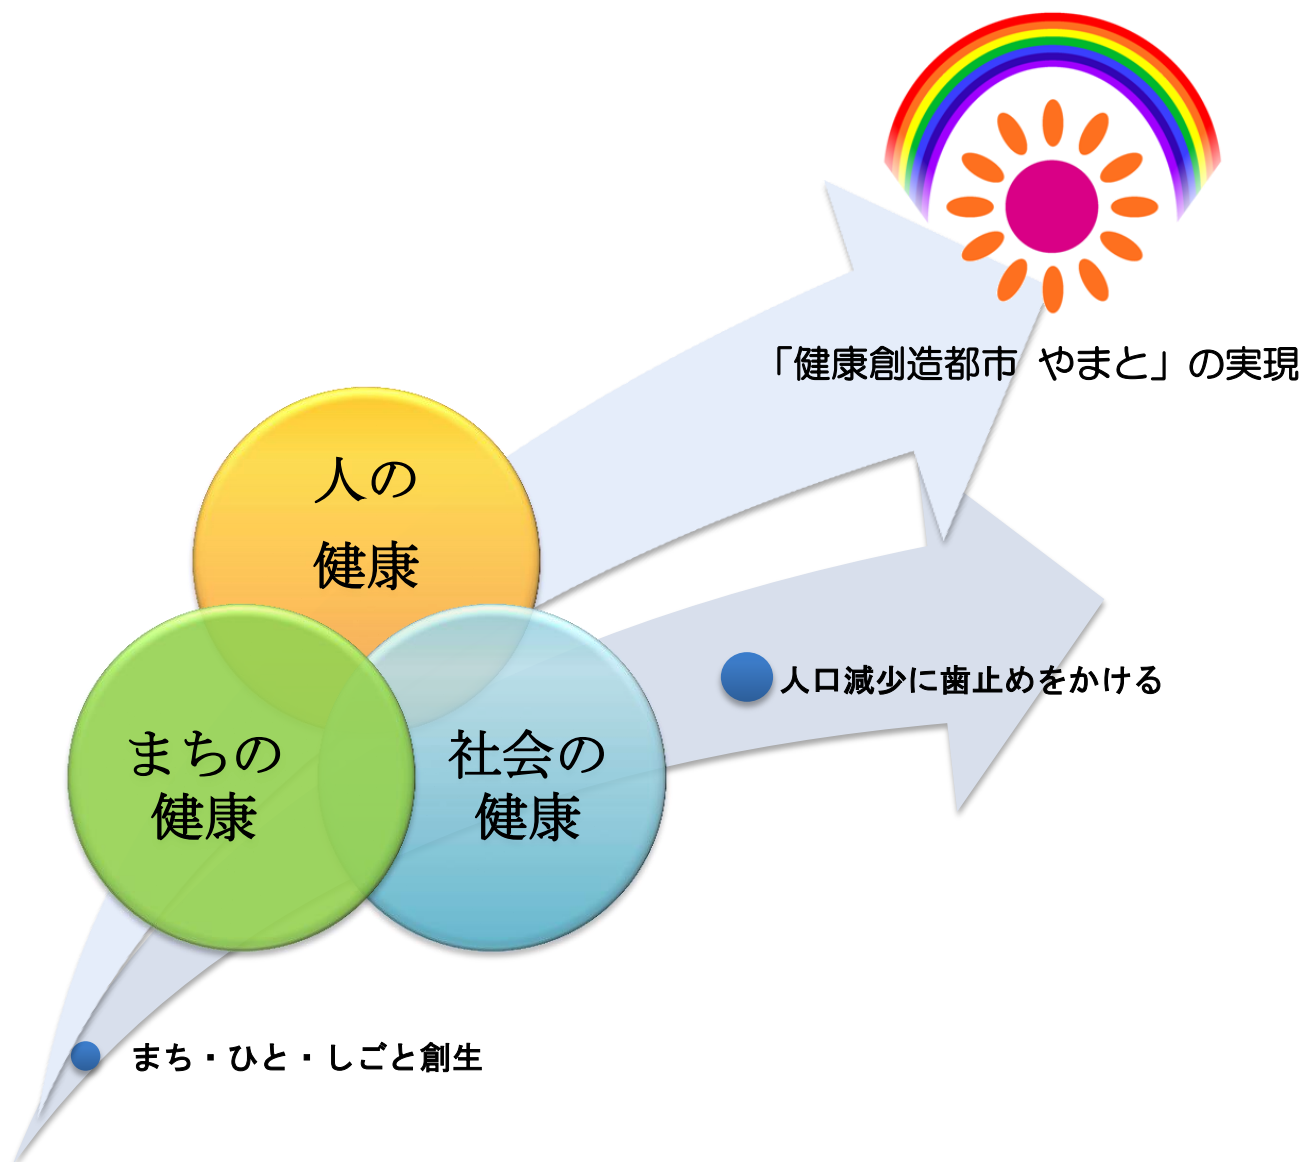 「健康創造都市 やまと」の実現
人の
健康
人口減少に歯止めをかける
まちの
健康
社会の
健康
まち・ひと・しごと創生